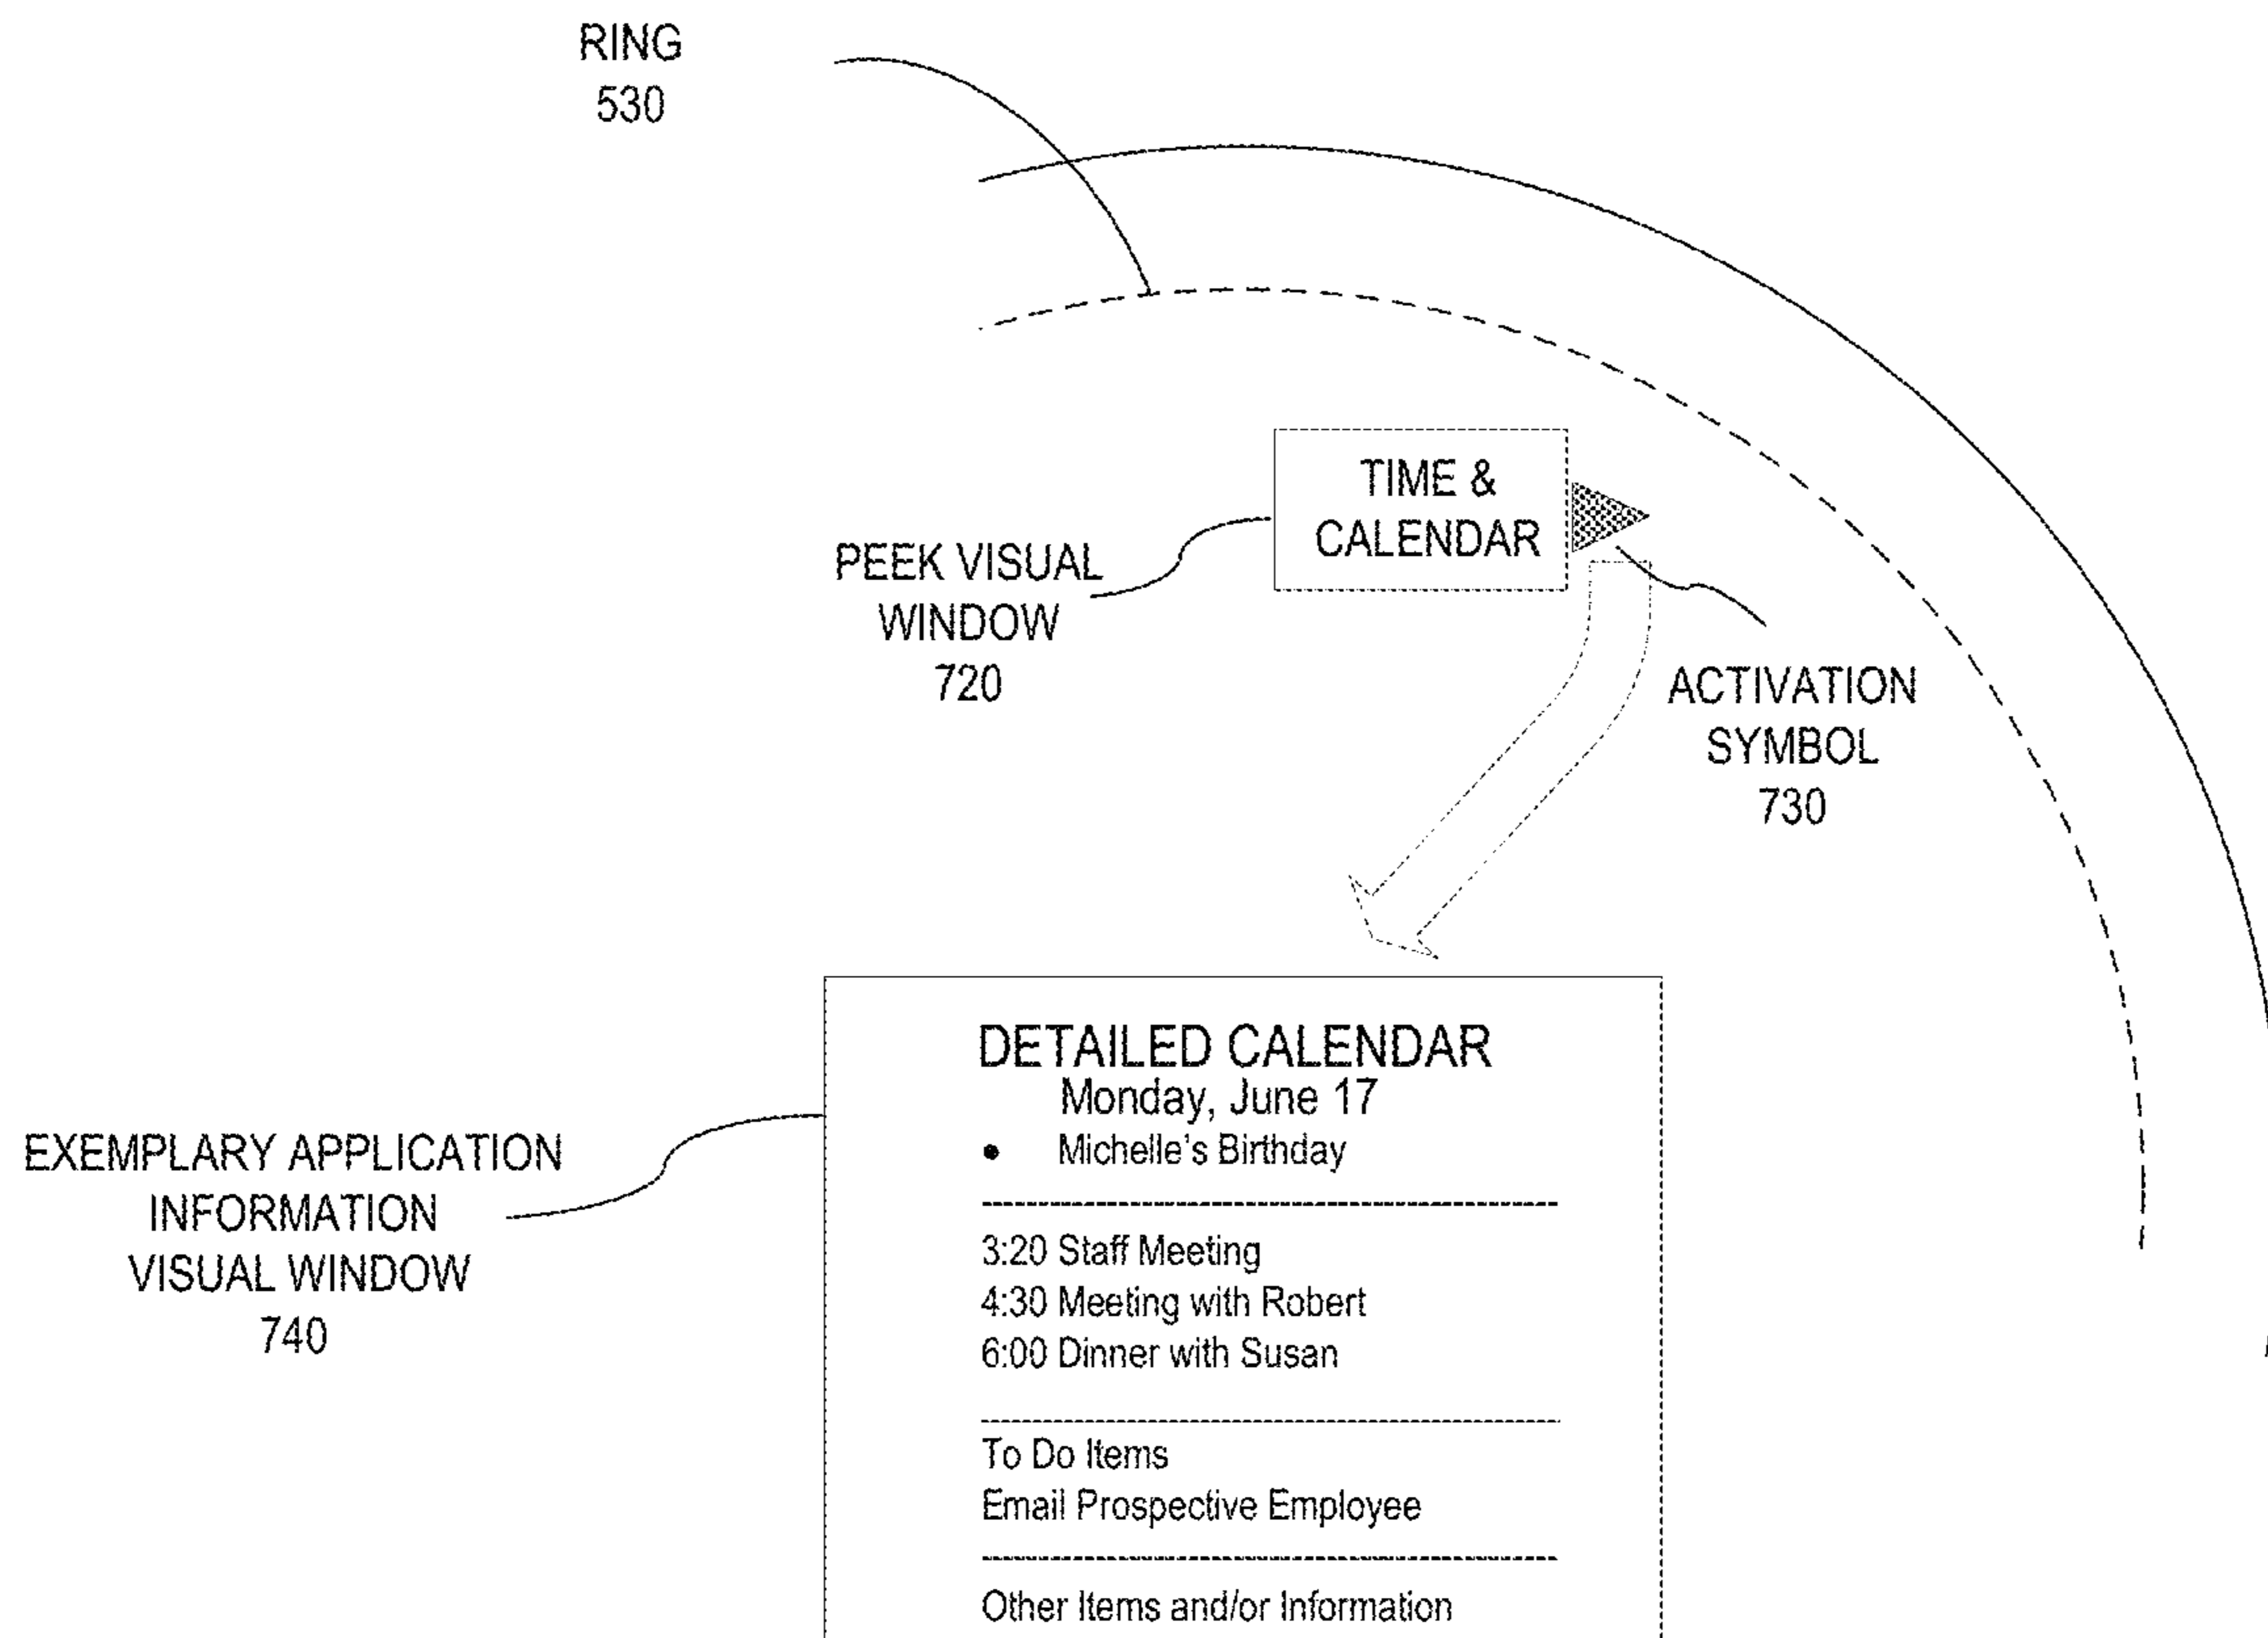 RING
530
TIME &
CALENDAR
PEEK VISUAL
WINDOW
720
ACTIVATION
SYMBOL
730
DETAILED CALENDAR
Monday, June 17
• Michelle's Birthday
EXEMPLARY APPLICATION
INFORMATION
VISUAL WINDOW
740
3:20 Staff Meeting
4:30 Meeting with Robert
6:00 Dinner with Susan
To Do Items
Email Prospective Employee
Other Items and/or Information